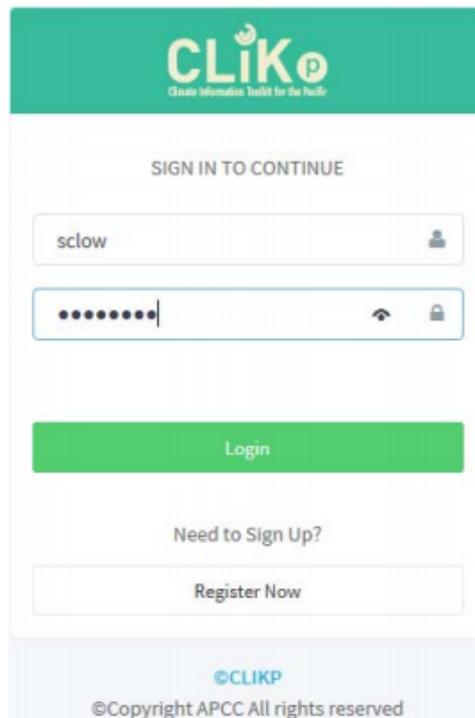 CLiK p
Climate Information Toolkit for the Pacific
SIGN IN TO CONTINUE
sclow
••••••••
Login
Need to Sign Up?
Register Now
©CLIKP
©Copyright APCC All rights reserved